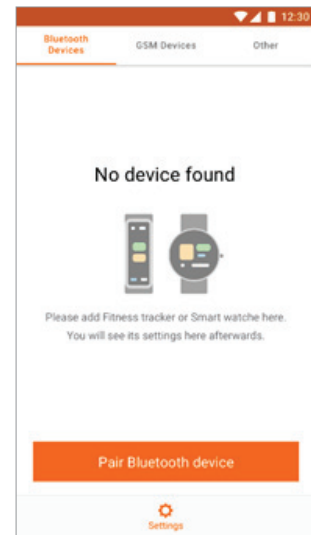 12:30
Bluetooth
Devices
GSM Devices
Other
No device found
Please add Fitness tracker or Smart watche here.
You will see its settings here afterwards.
Pair Bluetooth device
Settings